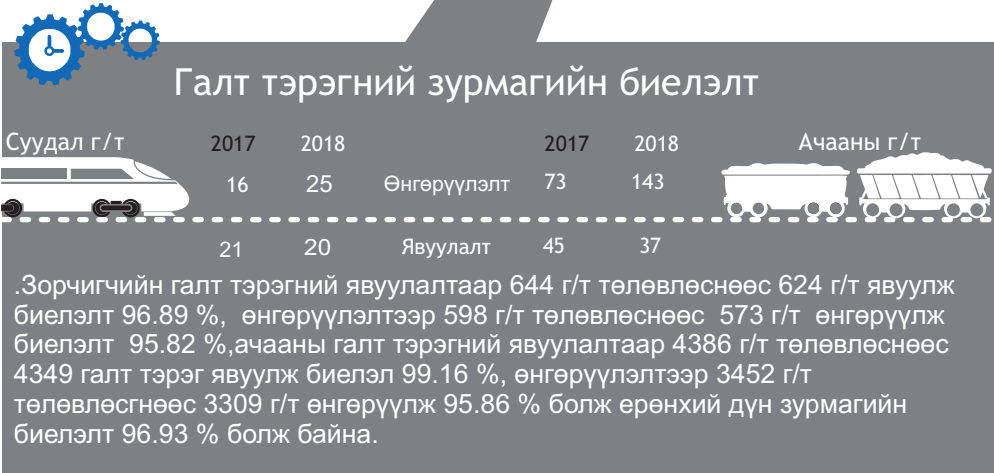 Галт тэрэгний зурмагийн биелэлт
Суудал г/т 2017 2018 2017 2018 Ачааны г/т
16 25 Өнгөрүүлэлт 73 143
21 20 Явуулалт 45 37
.Зорчигчийн галт тэрэгний явуулалтаар 644 г/т төлөвлөснөөс 624 г/т явуулж
биелэлт 96.89 %, өнгөрүүлэлтээр 598 г/т төлөвлөснөөс 573 г/т өнгөрүүлж
биелэлт 95.82 %,ачааны галт тэрэгний явуулалтаар 4386 г/т төлөвлөснөөс
4349 галт тэрэг явуулж биелэл 99.16 %, өнгөрүүлэлтээр 3452 г/т
төлөвлөсгнөөс 3309 г/т өнгөрүүлж 95.86 % болж ерөнхий дүн зурмагийн
биелэлт 96.93 % болж байна.